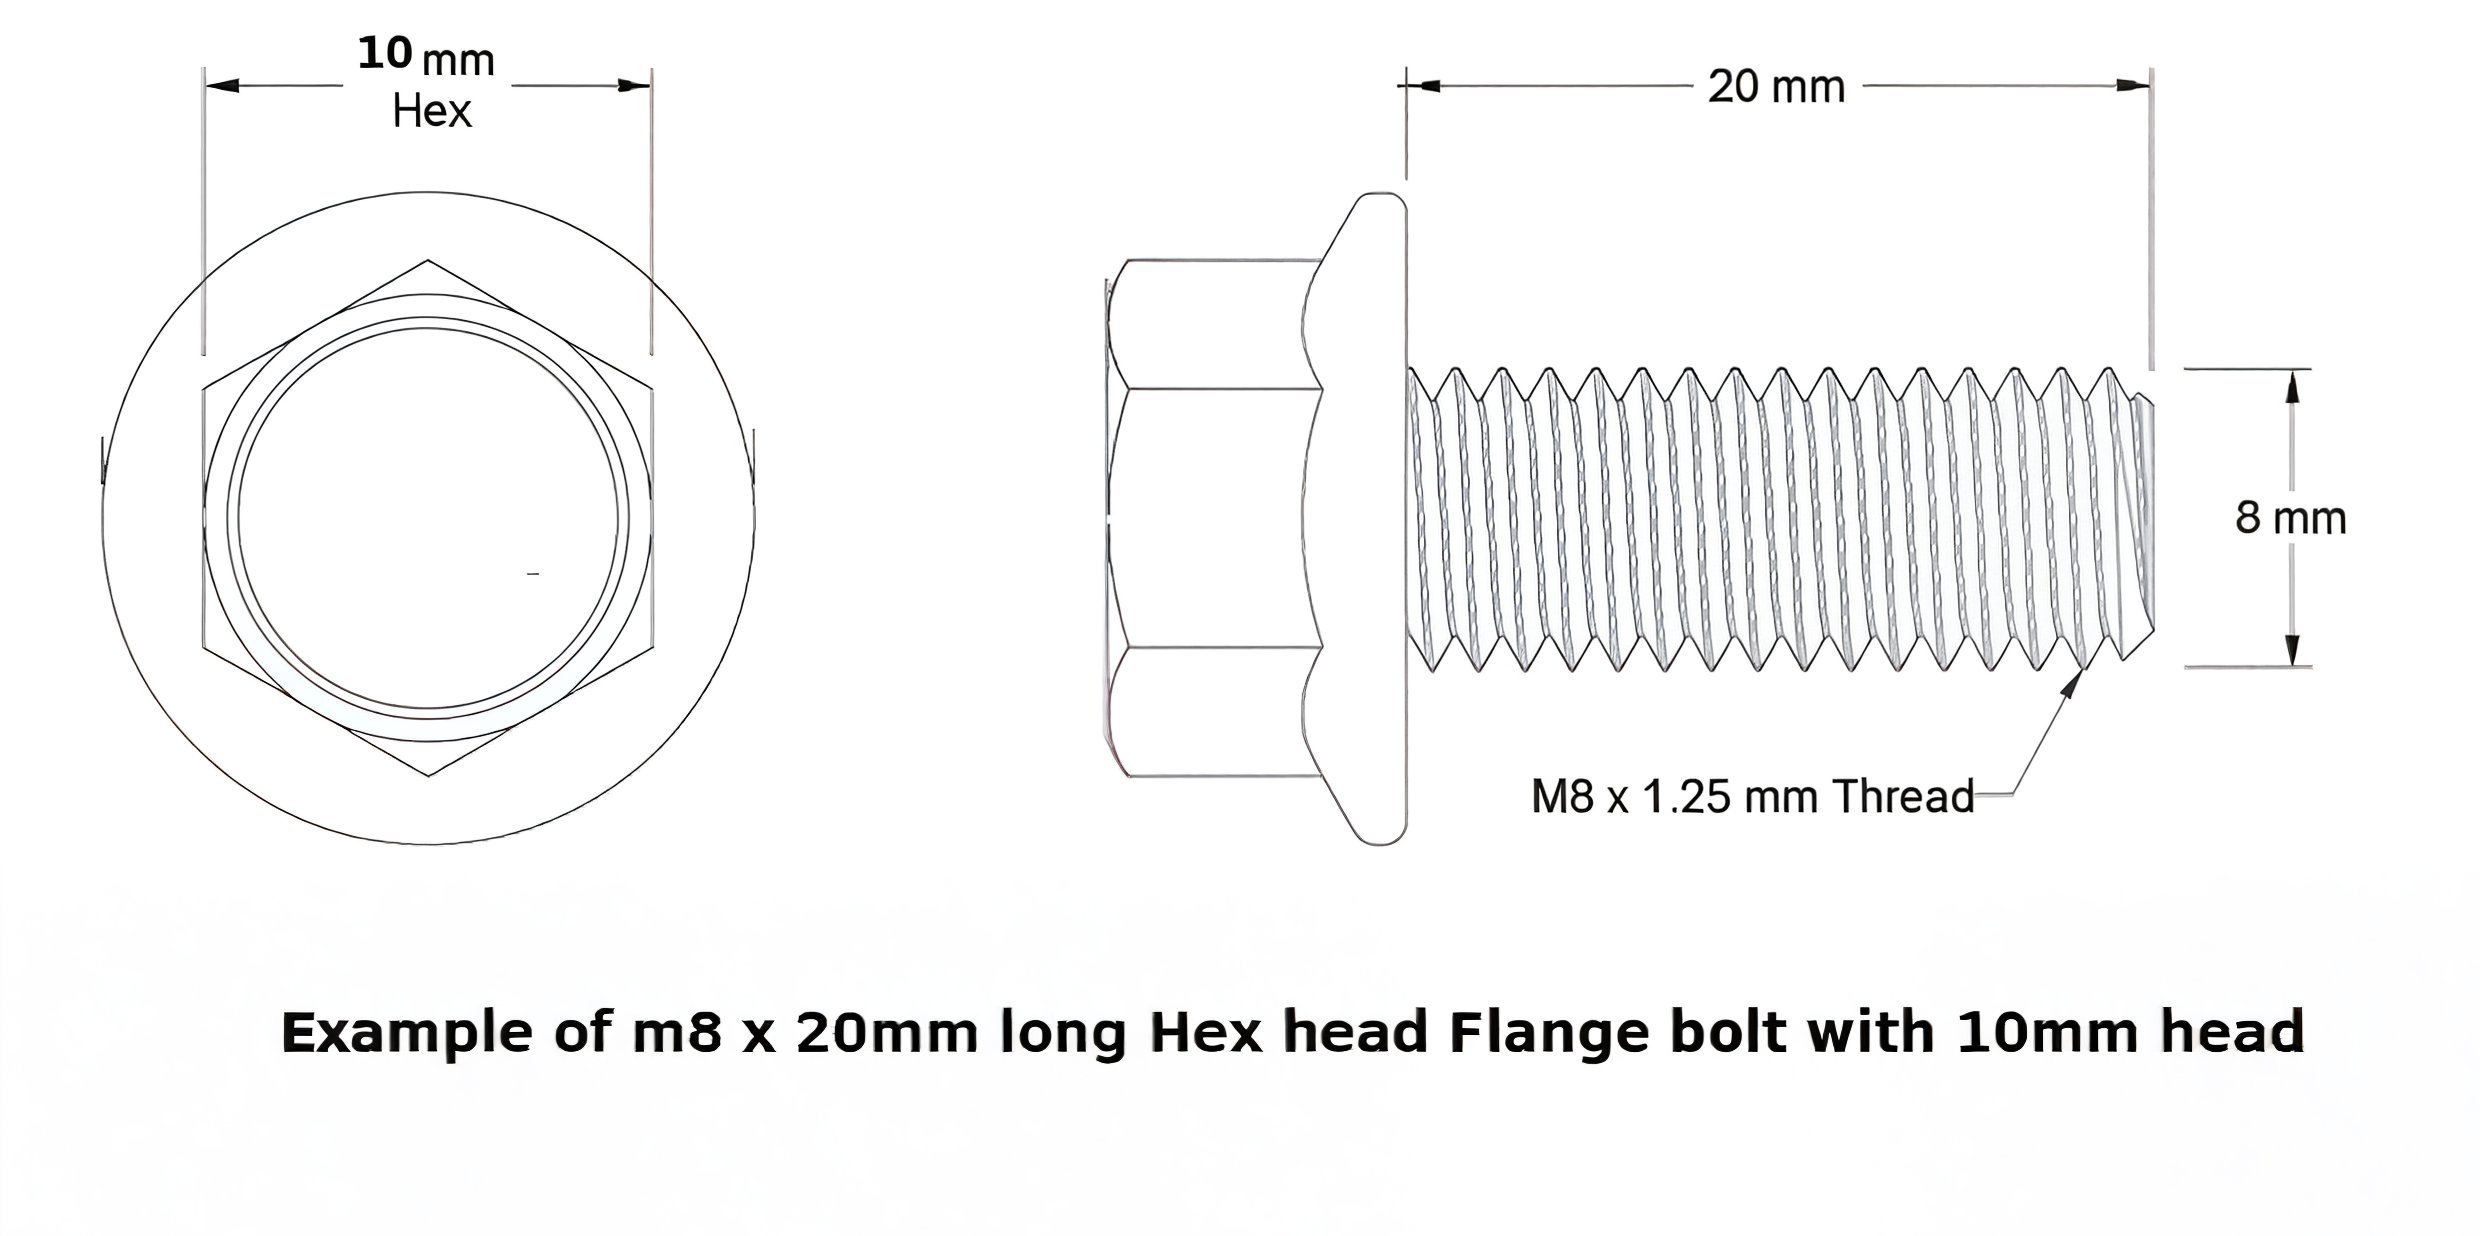 10 mm
Hex
20 mm
8 mm
M8 x 1.25 mm Thread
Example of m8 x 20mm long Hex head Flange bolt with 10mm head